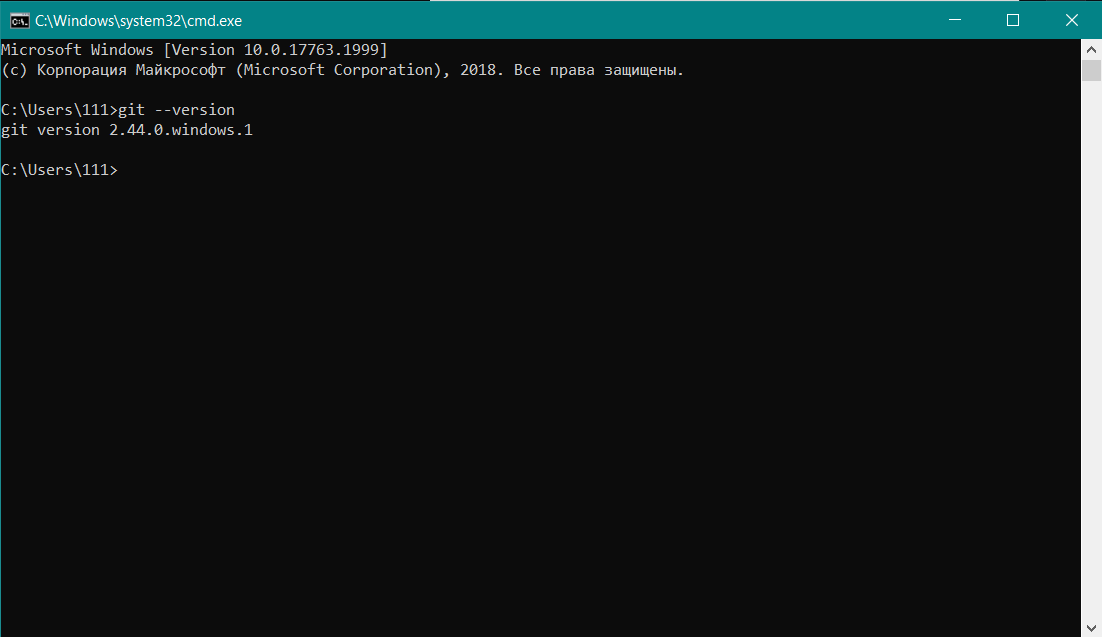 C:\Windows\system32\cmd.exe
Microsoft Windows [Version 10.0.17763.1999]
(c) Корпорация Майкрософт (Microsoft Corporation), 2018. Все права защищены.
C:\Users\111>git --version
git version 2.44.0.windows.1
C:\Users\111>